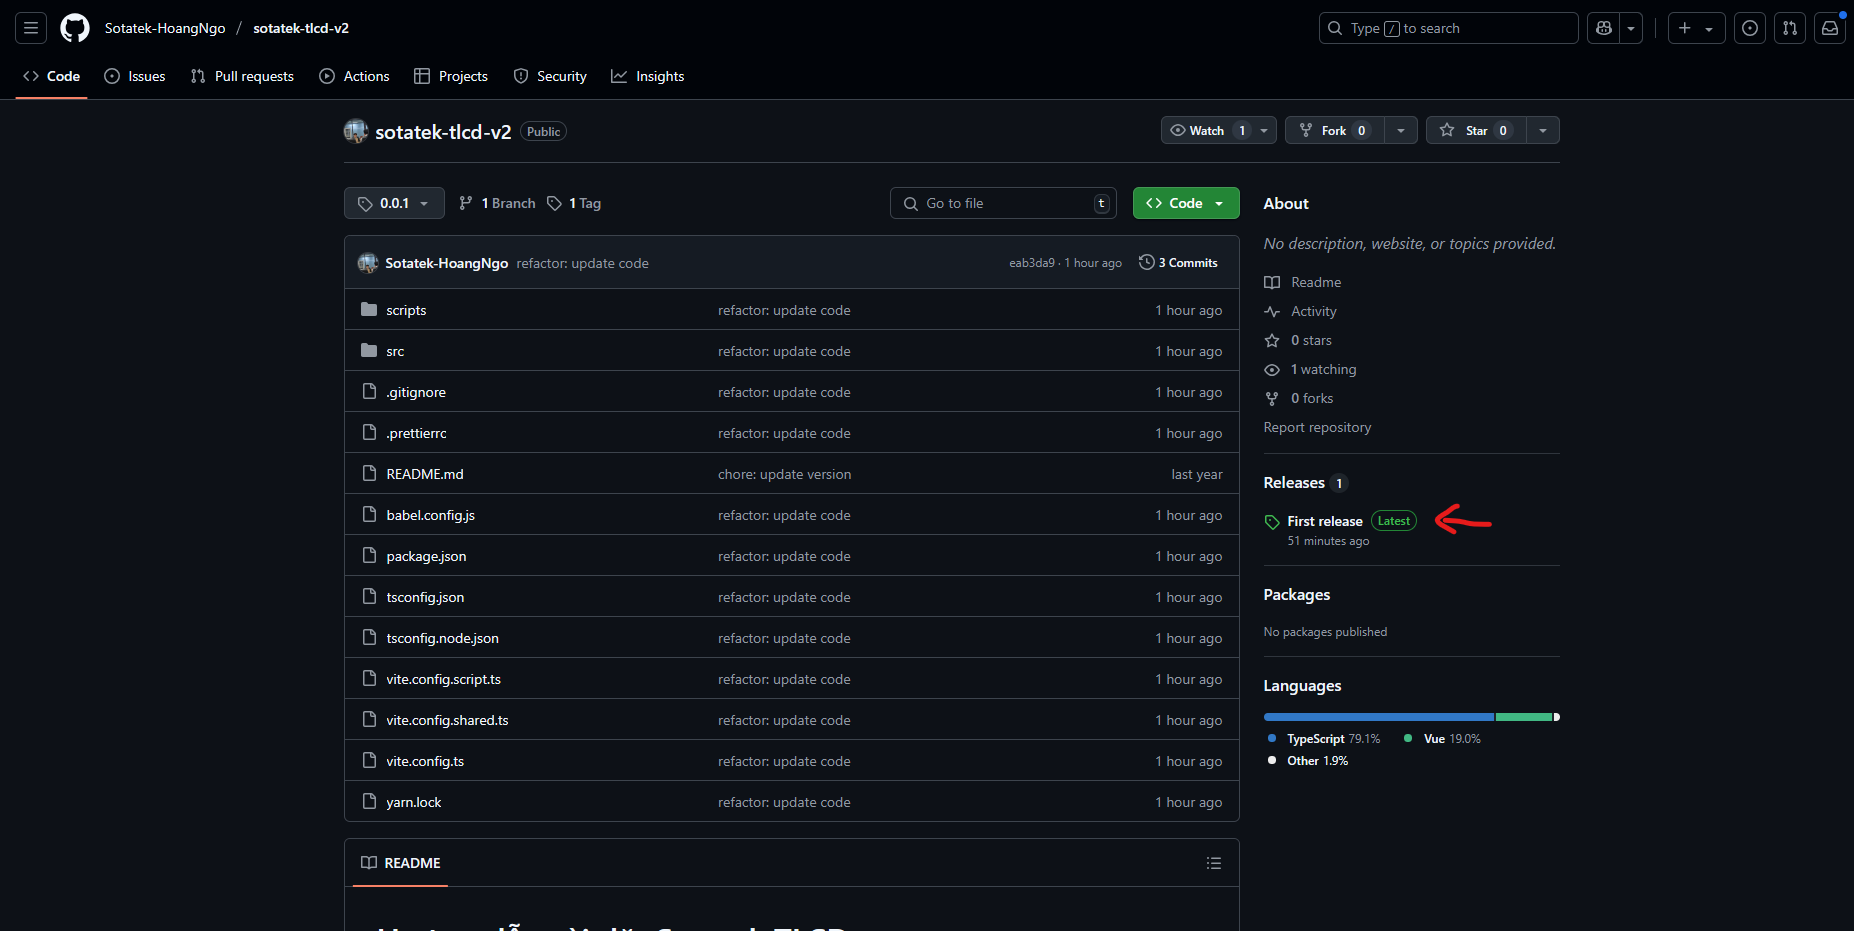 Sotatek-HoangNgo / sotatek-tlcd-v2
Type / to search
Code Issues Pull requests Actions Projects Security Insights
sotatek-tlcd-v2 Public
Watch 1 Fork 0 Star 0
0.0.1 1 Branch 1 Tag Go to file t Code
Sotatek-HoangNgo refactor: update code eab3da9 · 1 hour ago 3 Commits
scripts refactor: update code 1 hour ago
src refactor: update code 1 hour ago
.gitignore refactor: update code 1 hour ago
.prettierrc refactor: update code 1 hour ago
README.md chore: update version last year
babel.config.js refactor: update code 1 hour ago
package.json refactor: update code 1 hour ago
tsconfig.json refactor: update code 1 hour ago
tsconfig.node.json refactor: update code 1 hour ago
vite.config.script.ts refactor: update code 1 hour ago
vite.config.shared.ts refactor: update code 1 hour ago
vite.config.ts refactor: update code 1 hour ago
yarn.lock refactor: update code 1 hour ago
README
About
No description, website, or topics provided.
Readme
Activity
0 stars
1 watching
0 forks
Report repository
Releases 1
First release Latest
51 minutes ago
Packages
No packages published
Languages
TypeScript 79.1% Vue 19.0%
Other 1.9%